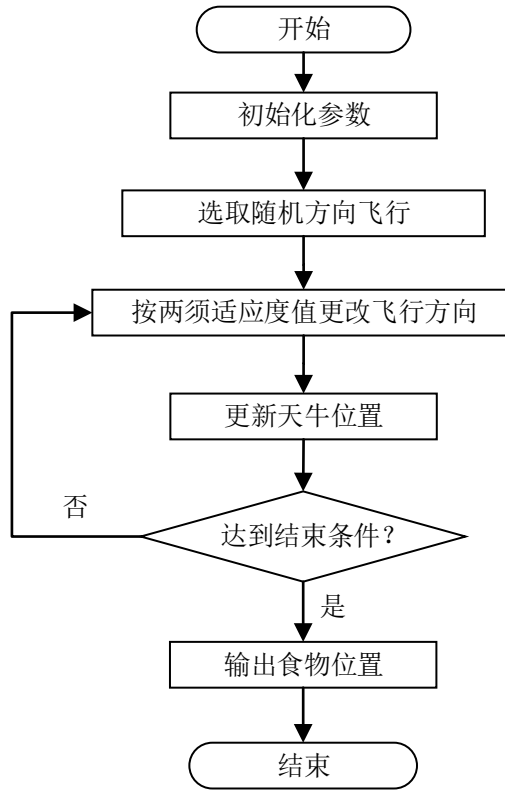 开始
初始化参数
选取随机方向飞行
按两须适应度值更改飞行方向
更新天牛位置
否
达到结束条件？
是
输出食物位置
结束